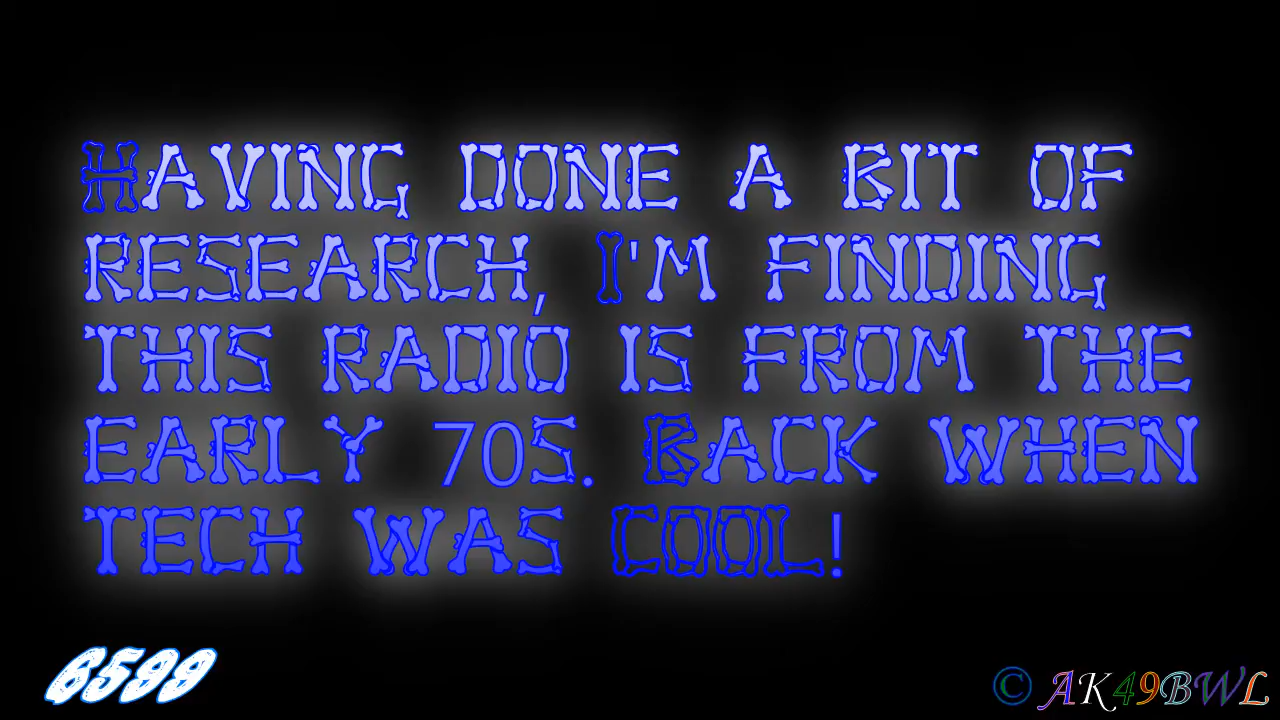 Having done a bit of
research, I'm finding
this radio is from the
early 70s. Back when
tech was COOL!
6599
© AK49BWL